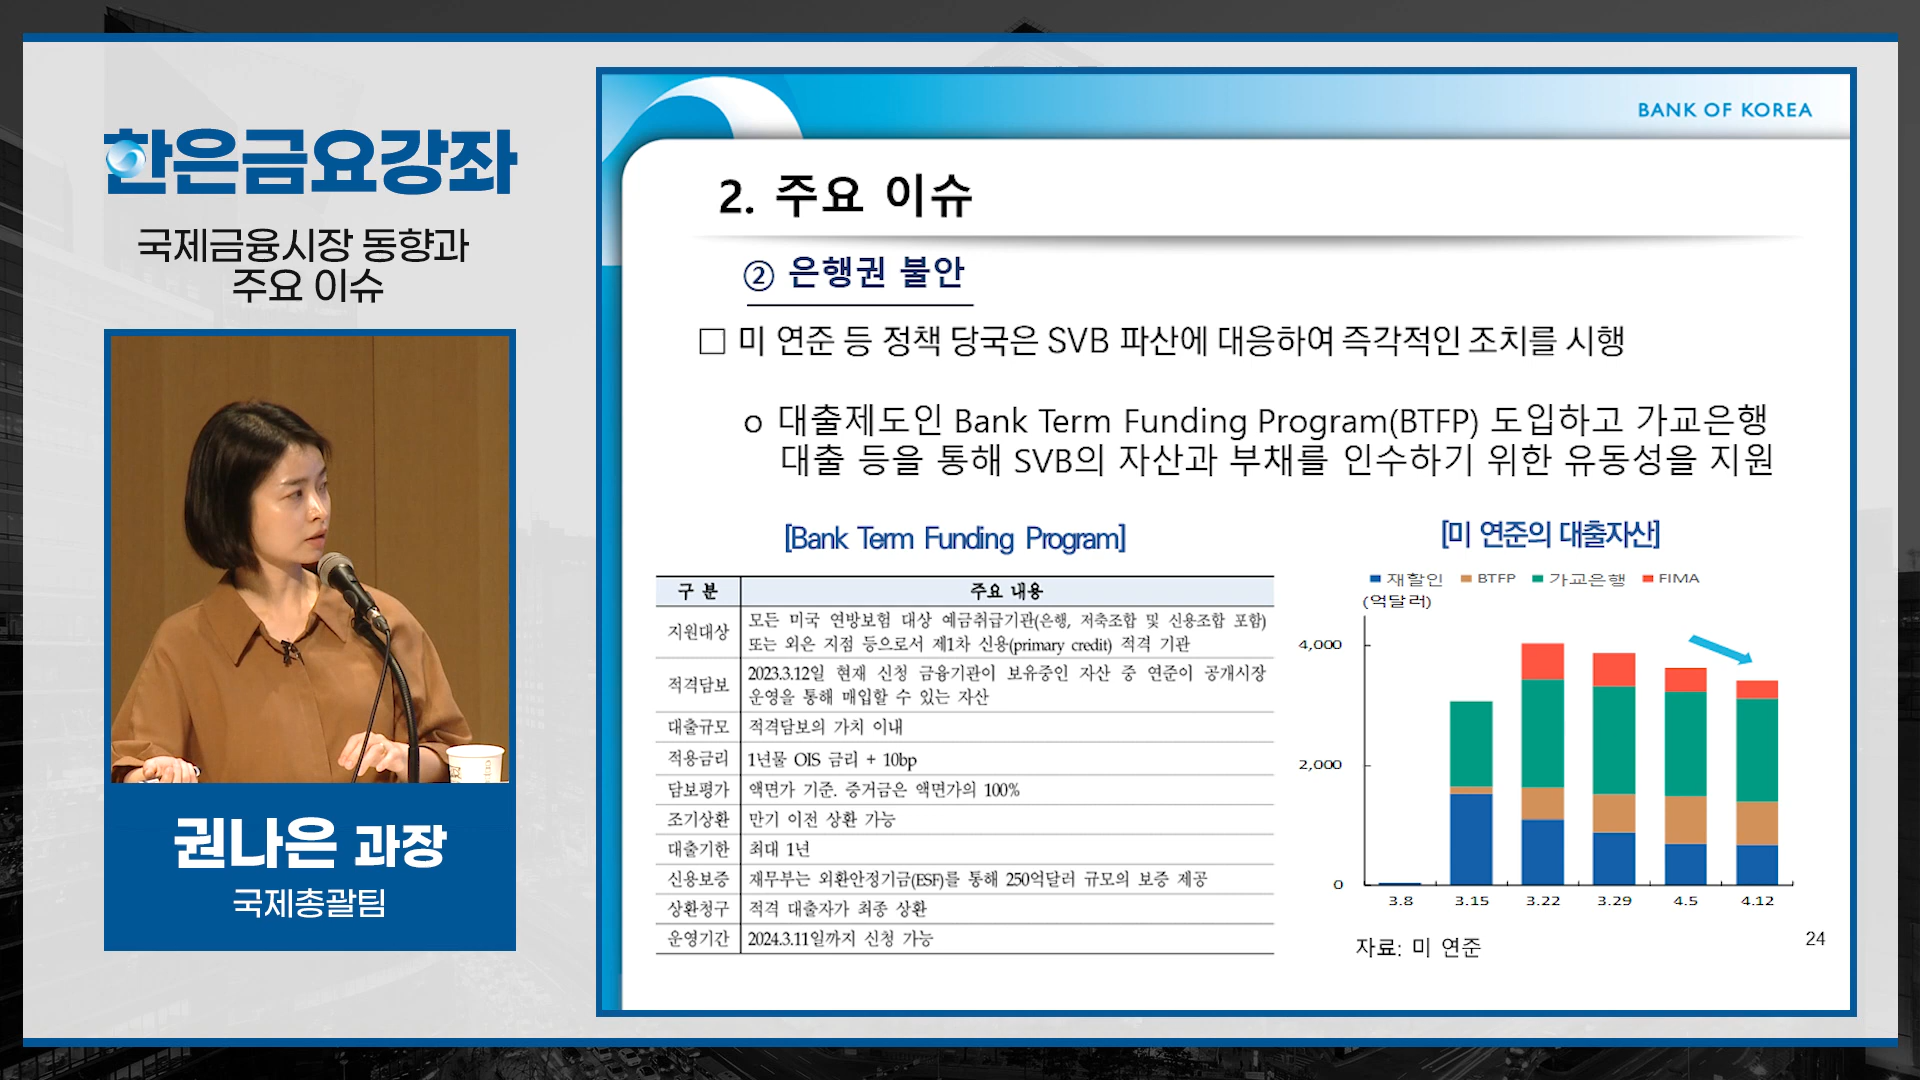 한은금요강좌
국제금융시장 동향과
주요 이슈
권나은 과장
국제총괄팀
BANK OF KOREA
2. 주요 이슈
② 은행권 불안
□ 미 연준 등 정책 당국은 SVB 파산에 대응하여 즉각적인 조치를 시행
o 대출제도인 Bank Term Funding Program(BTFP) 도입하고 가교은행
대출 등을 통해 SVB의 자산과 부채를 인수하기 위한 유동성을 지원
[Bank Term Funding Program]
구 분 주요 내용
지원대상 모든 미국 연방보험 대상 예금취급기관(은행, 저축조합 및 신용조합 포함)
또는 외은 지점 등으로서 제1차 신용(primary credit) 적격 기관
적격담보 2023.3.12일 현재 신청 금융기관이 보유중인 자산 중 연준이 공개시장
운영을 통해 매입할 수 있는 자산
대출규모 적격담보의 가치 이내
적용금리 1년물 OIS 금리 + 10bp
담보평가 액면가 기준. 증거금은 액면가의 100%
조기상환 만기 이전 상환 가능
대출기한 최대 1년
신용보증 재무부는 외환안정기금(ESF)를 통해 250억달러 규모의 보증 제공
상환청구 적격 대출자가 최종 상환
운영기간 2024.3.11일까지 신청 가능
[미 연준의 대출자산]
재할인 BTFP 가교은행 FIMA
(억달러)
4,000
2,000
0
3.8 3.15 3.22 3.29 4.5 4.12
자료: 미 연준
24